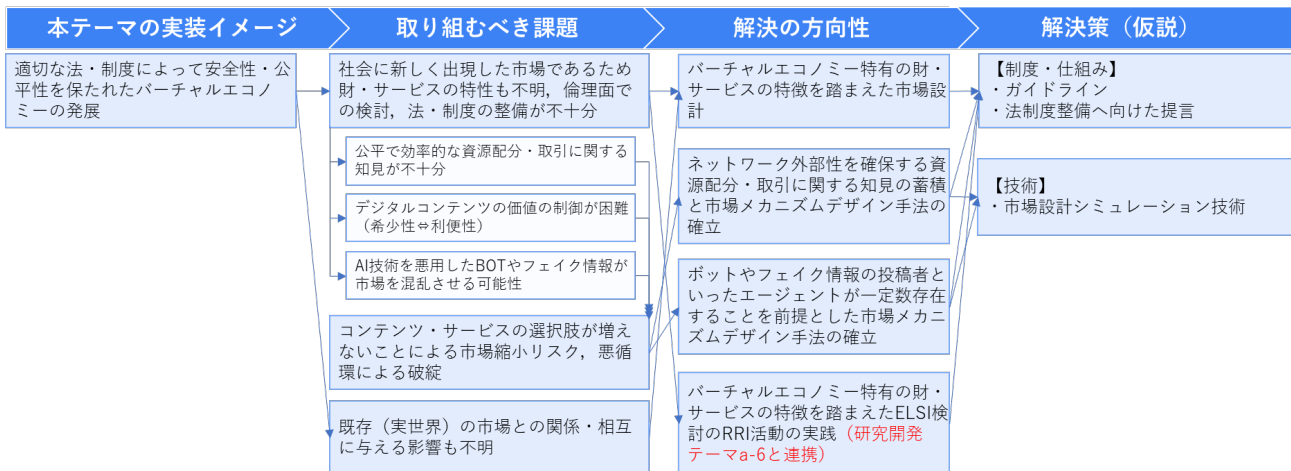 本テーマの実装イメージ
取り組むべき課題
解決の方向性
解決策（仮説）
適切な法・制度によって安全性・公
平性を保たれたバーチャルエコノ
ミーの発展
社会に新しく出現した市場であるため
財・サービスの特性も不明，倫理面で
の検討，法・制度の整備が不十分
公平で効率的な資源配分・取引に関する
知見が不十分
デジタルコンテンツの価値の制御が困難
（希少性⇔利便性）
AI技術を悪用したBOTやフェイク情報が
市場を混乱させる可能性
コンテンツ・サービスの選択肢が増え
ないことによる市場縮小リスク，悪循
環による破綻
既存（実世界）の市場との関係・相互
に与える影響も不明
バーチャルエコノミー特有の財・
サービスの特徴を踏まえた市場設
計
ネットワーク外部性を確保する資
源配分・取引に関する知見の蓄積
と市場メカニズムデザイン手法の
確立
ボットやフェイク情報の投稿者と
いったエージェントが一定数存在
することを前提とした市場メカニ
ズムデザイン手法の確立
バーチャルエコノミー特有の財・
サービスの特徴を踏まえたELSI検
討のRRI活動の実践（研究開発
テーマa-6と連携）
【制度・仕組み】
・ガイドライン
・法制度整備へ向けた提言
【技術】
・市場設計シミュレーション技術